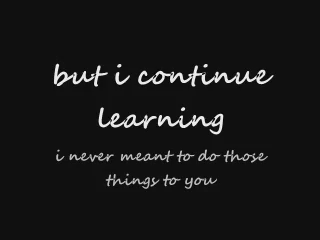 but i continue
learning
i never meant to do those
things to you